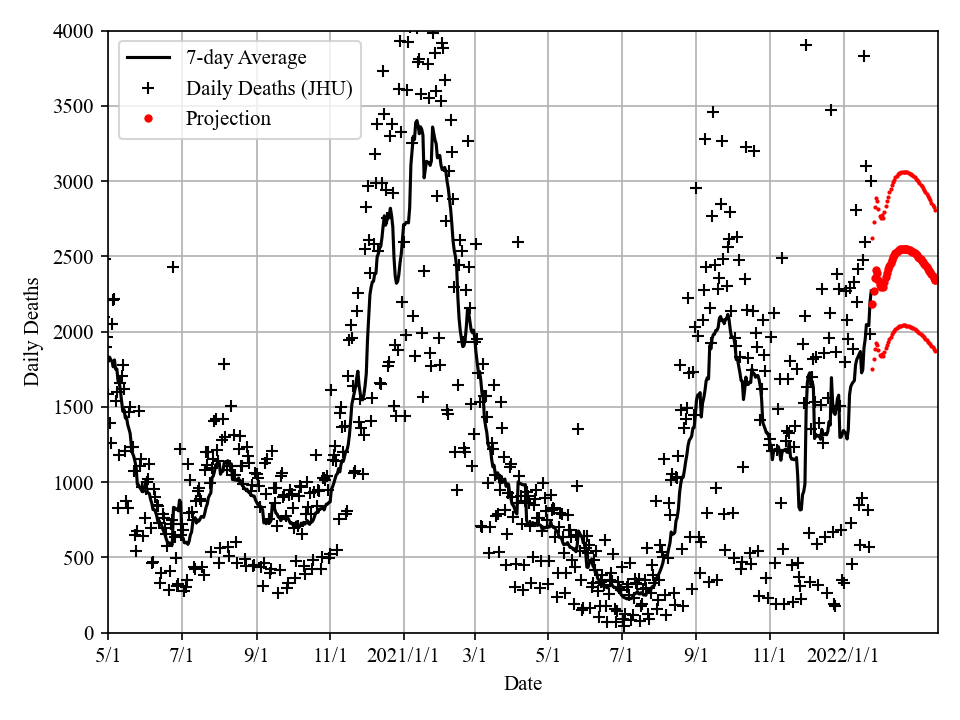 4000
3500
3000
2500
2000
1500
1000
500
0
Daily Deaths
7-day Average
Daily Deaths (JHU)
Projection
5/1 7/1 9/1 11/1 2021/1/1 3/1 5/1 7/1 9/1 11/1 2022/1/1
Date